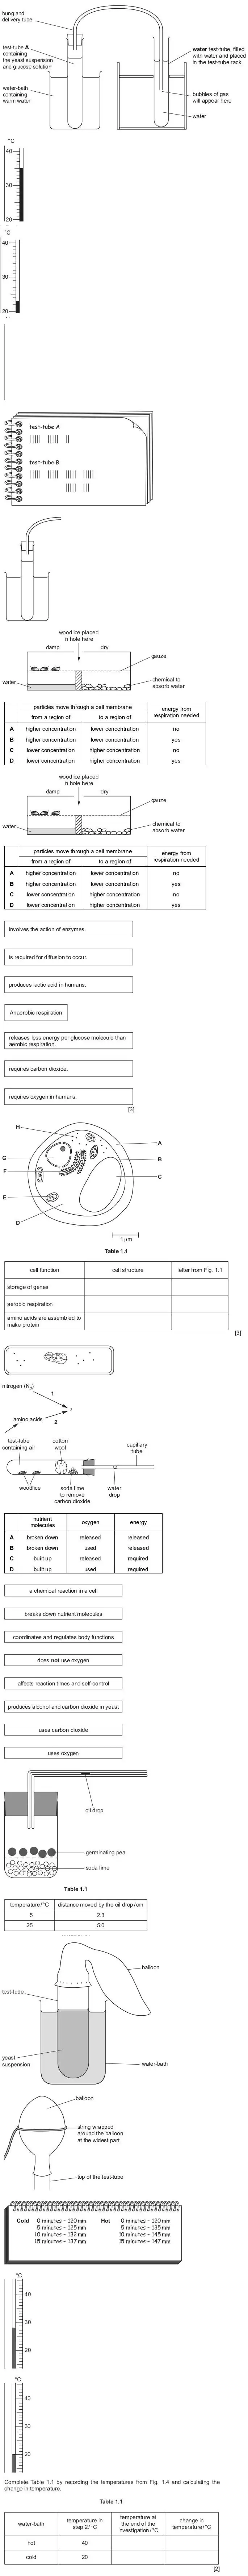 bung and
delivery tube
test-tube A
containing
the yeast suspension
and glucose solution
water-bath
containing
warm water
water test-tube, filled
with water and placed
in the test-tube rack
bubbles of gas
will appear here
water
°C
40
30
20
°C
40
30
20
test-tube A
test-tube B
woodlice placed
in hole here
damp dry
gauze
water
chemical to
absorb water
particles move through a cell membrane energy from
respiration needed
from a region of to a region of
A higher concentration lower concentration no
B higher concentration lower concentration yes
C lower concentration higher concentration no
D lower concentration higher concentration yes
woodlice placed
in hole here
damp dry
gauze
water
chemical to
absorb water
particles move through a cell membrane energy from
respiration needed
from a region of to a region of
A higher concentration lower concentration no
B higher concentration lower concentration yes
C lower concentration higher concentration no
D lower concentration higher concentration yes
involves the action of enzymes.
is required for diffusion to occur.
produces lactic acid in humans.
Anaerobic respiration
releases less energy per glucose molecule than
aerobic respiration.
requires carbon dioxide.
requires oxygen in humans.
[3]
H
A
G
B
F
C
E
D
1 µm
Table 1.1
cell function cell structure letter from Fig. 1.1
storage of genes
aerobic respiration
amino acids are assembled to
make protein
[3]
nitrogen (N2)
1
amino acids
2
test-tube
containing air
cotton
wool
capillary
tube
woodlice
soda lime
to remove
carbon dioxide
water
drop
nutrient
molecules oxygen energy
A broken down released released
B broken down used released
C built up released required
D built up used required
a chemical reaction in a cell
breaks down nutrient molecules
coordinates and regulates body functions
does not use oxygen
affects reaction times and self-control
produces alcohol and carbon dioxide in yeast
uses carbon dioxide
uses oxygen
oil drop
germinating pea
soda lime
Table 1.1
temperature/°C distance moved by the oil drop/cm
5 2.3
25 5.0
balloon
test-tube
yeast
suspension
water-bath
balloon
string wrapped
around the balloon
at the widest part
top of the test-tube
Cold 0 minutes – 120 mm Hot 0 minutes – 120 mm
5 minutes – 125 mm 5 minutes – 135 mm
10 minutes – 132 mm 10 minutes – 145 mm
15 minutes – 137 mm 15 minutes – 147 mm
°C
40
30
20
°C
40
30
20
Complete Table 1.1 by recording the temperatures from Fig. 1.4 and calculating the
change in temperature.
Table 1.1
water-bath temperature in
step 2/°C temperature at
the end of the
investigation/°C change in
temperature/°C
hot 40
cold 20
[2]